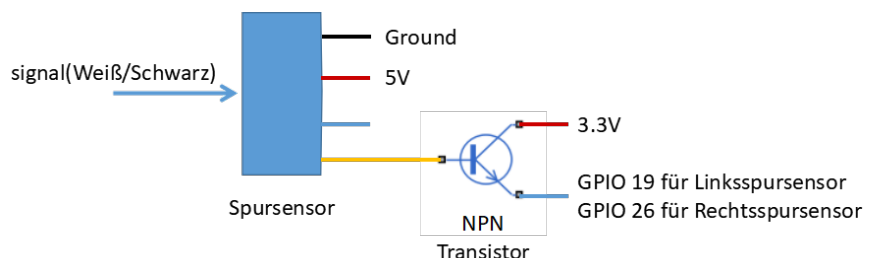 Ground
signal(Weiß/Schwarz)
5V
3.3V
GPIO 19 für Linksspursensor
GPIO 26 für Rechtsspursensor
Spursensor
NPN
Transistor